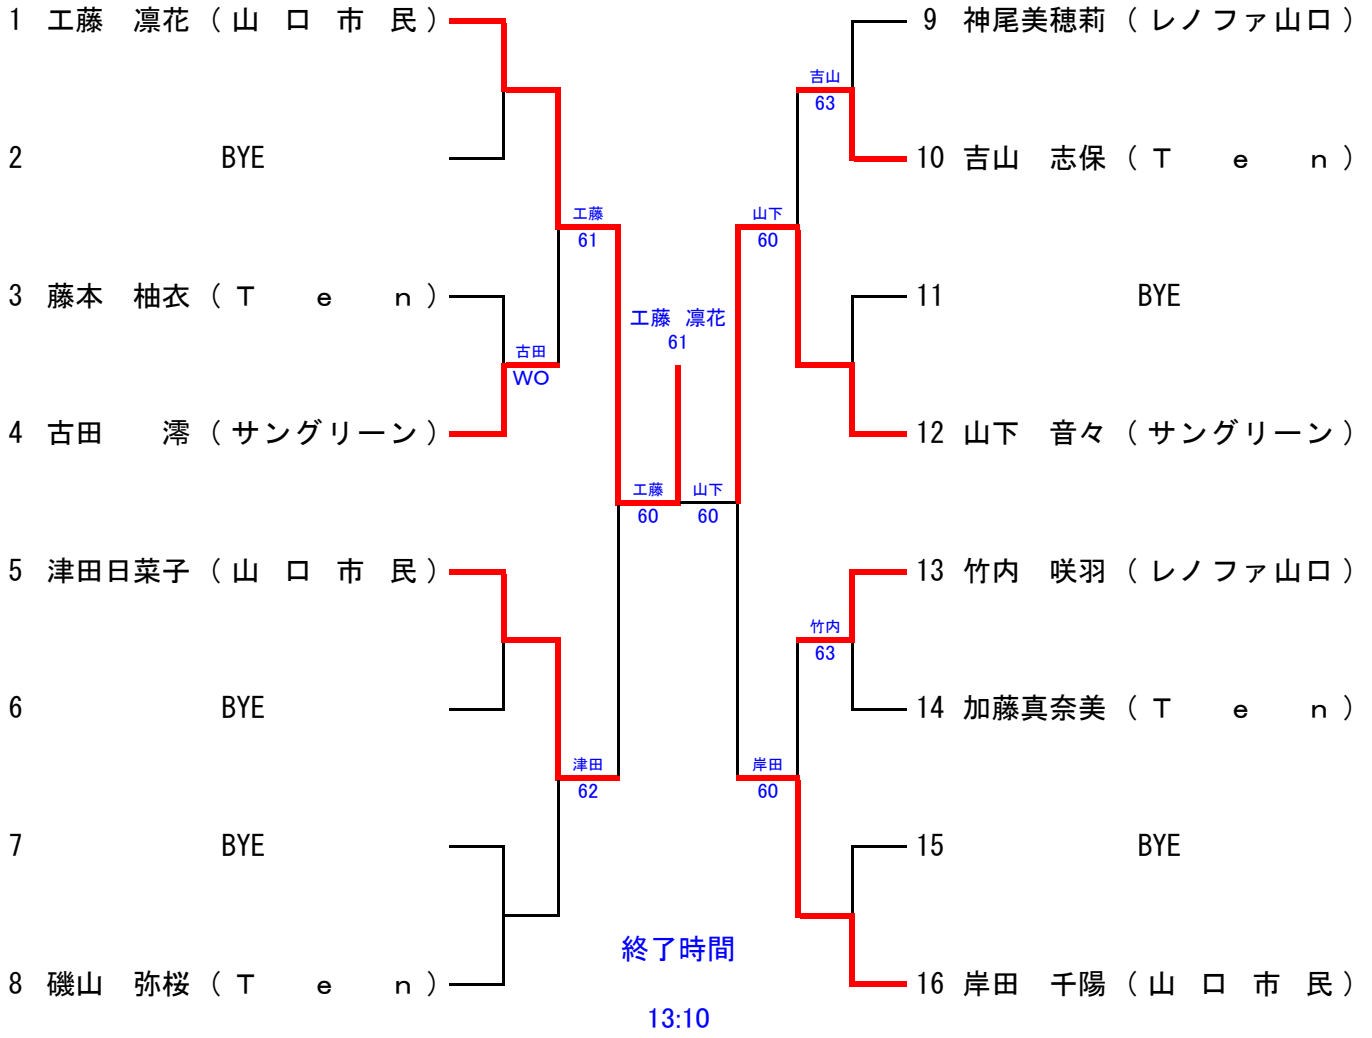 1 工藤 凛花 （ 山 口 市 民 ）
2 BYE
3 藤本 柚衣 （ Ｔ ｅ ｎ ）
4 古田 澪 （ サングリーン ）
5 津田日菜子 （ 山 口 市 民 ）
6 BYE
7 BYE
8 磯山 弥桜 （ Ｔ ｅ ｎ ）
古田
WO
工藤
61
津田
62
工藤
60
工藤 凛花
61
山下
60
山下
60
岸田
60
吉山
63
竹内
63
9 神尾美穂莉 （ レノファ山口 ）
10 吉山 志保 （ Ｔ ｅ ｎ ）
11 BYE
12 山下 音々 （ サングリーン ）
13 竹内 咲羽 （ レノファ山口 ）
14 加藤真奈美 （ Ｔ ｅ ｎ ）
15 BYE
16 岸田 千陽 （ 山 口 市 民 ）
終了時間
13:10